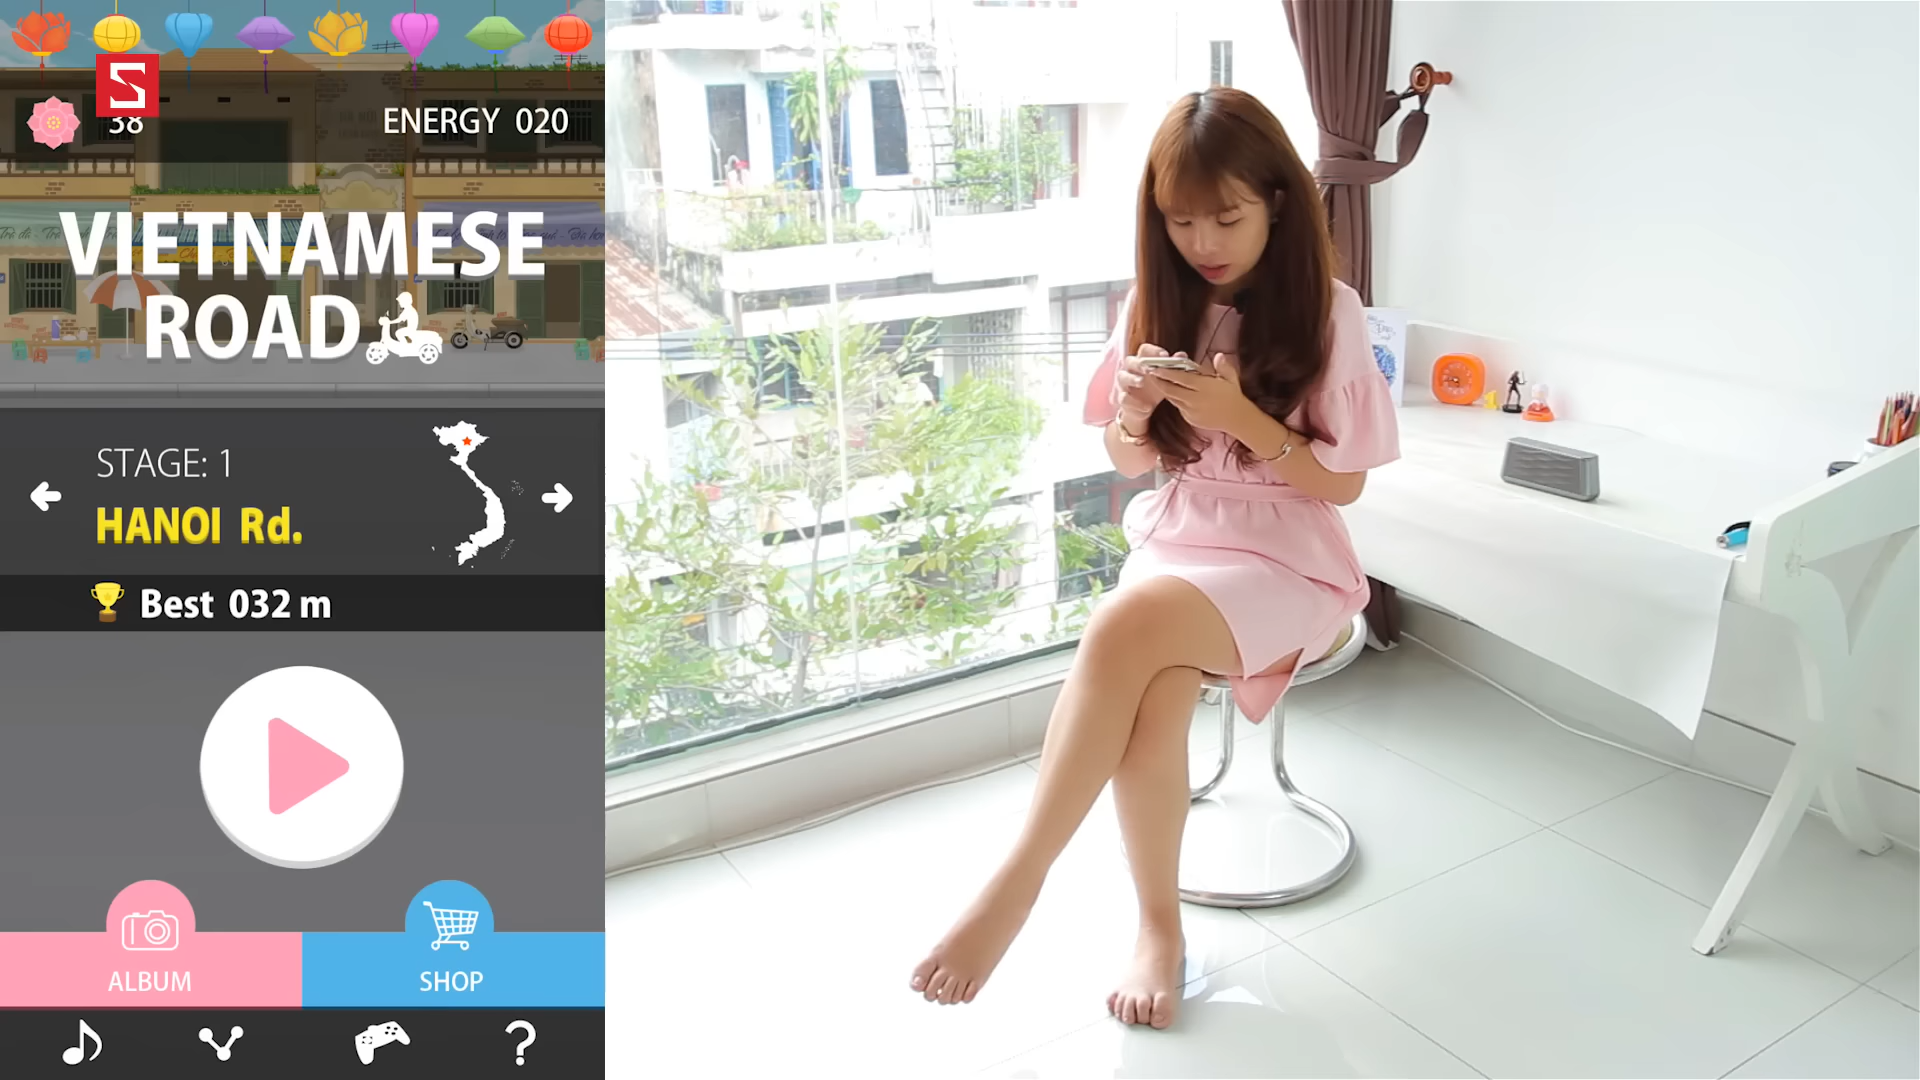 S
38
ENERGY 020
VIETNAMESE
ROAD
STAGE: 1
HANOI Rd.
Best 032 m
ALBUM
SHOP
?